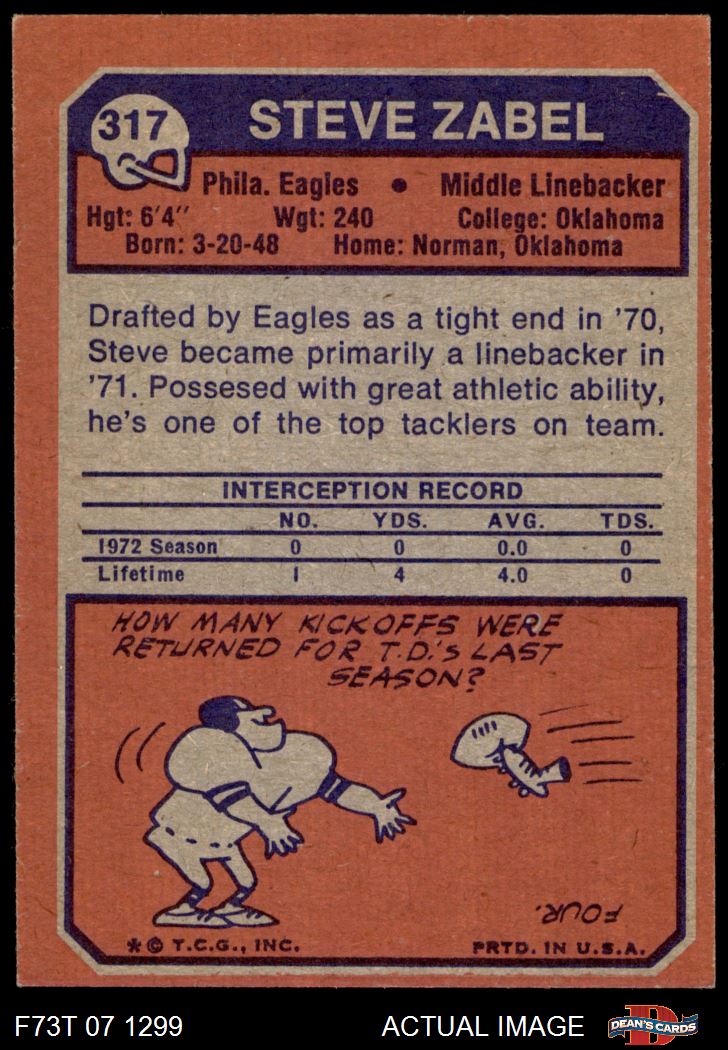 317
STEVE ZABEL
Phila. Eagles • Middle Linebacker
Hgt: 6'4" Wgt: 240 College: Oklahoma
Born: 3-20-48 Home: Norman, Oklahoma
Drafted by Eagles as a tight end in '70,
Steve became primarily a linebacker in
'71. Possesed with great athletic ability,
he's one of the top tacklers on team.
INTERCEPTION RECORD
NO. YDS. AVG. TDS.
1972 Season 0 0 0.0 0
Lifetime 1 4 4.0 0
HOW MANY KICKOFFS WERE
RETURNED FOR T.D.'s LAST
SEASON?
FOUR.
* © T.C.G., INC. PRTD. IN U.S.A.
F73T 07 1299 ACTUAL IMAGE D DEAN'S CARDS